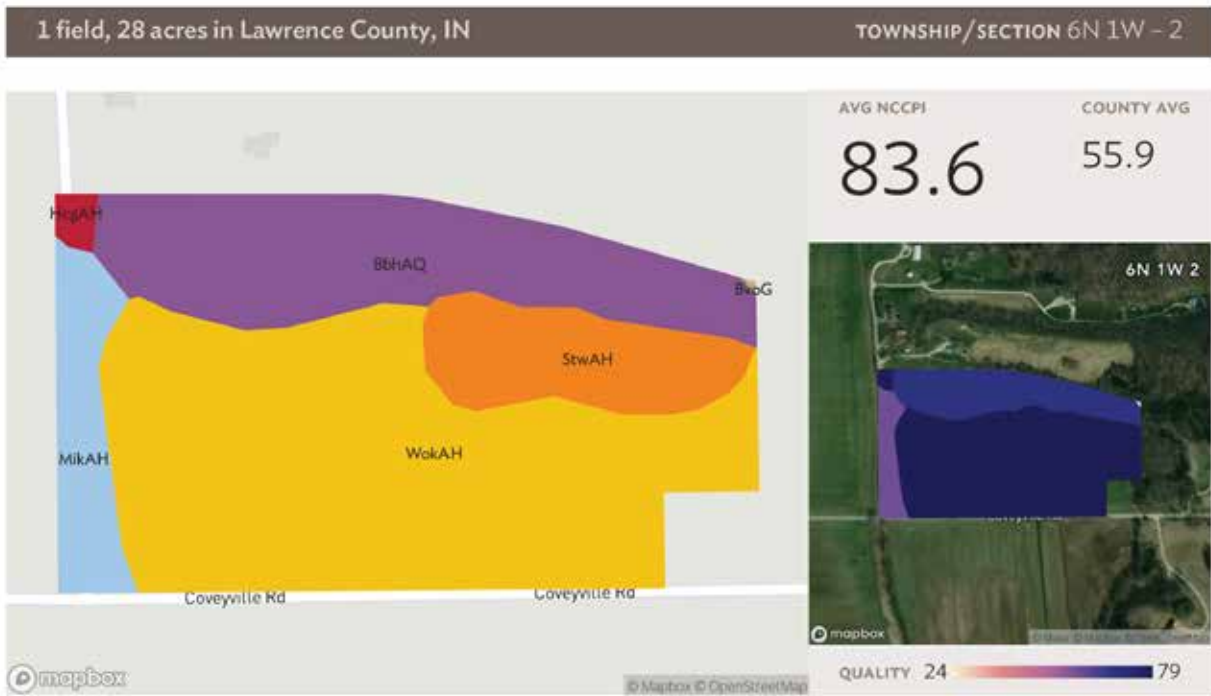 1 field, 28 acres in Lawrence County, IN
TOWNSHIP/SECTION 6N 1W – 2
AVG NCCPI
COUNTY AVG
83.6
55.9
HcgAH
BbhAQ
BvoG
StwAH
MikAH
WokAH
Coveyville Rd
Coveyville Rd
mapbox
© Mapbox © OpenStreetMap
6N 1W 2
mapbox
QUALITY 24
79